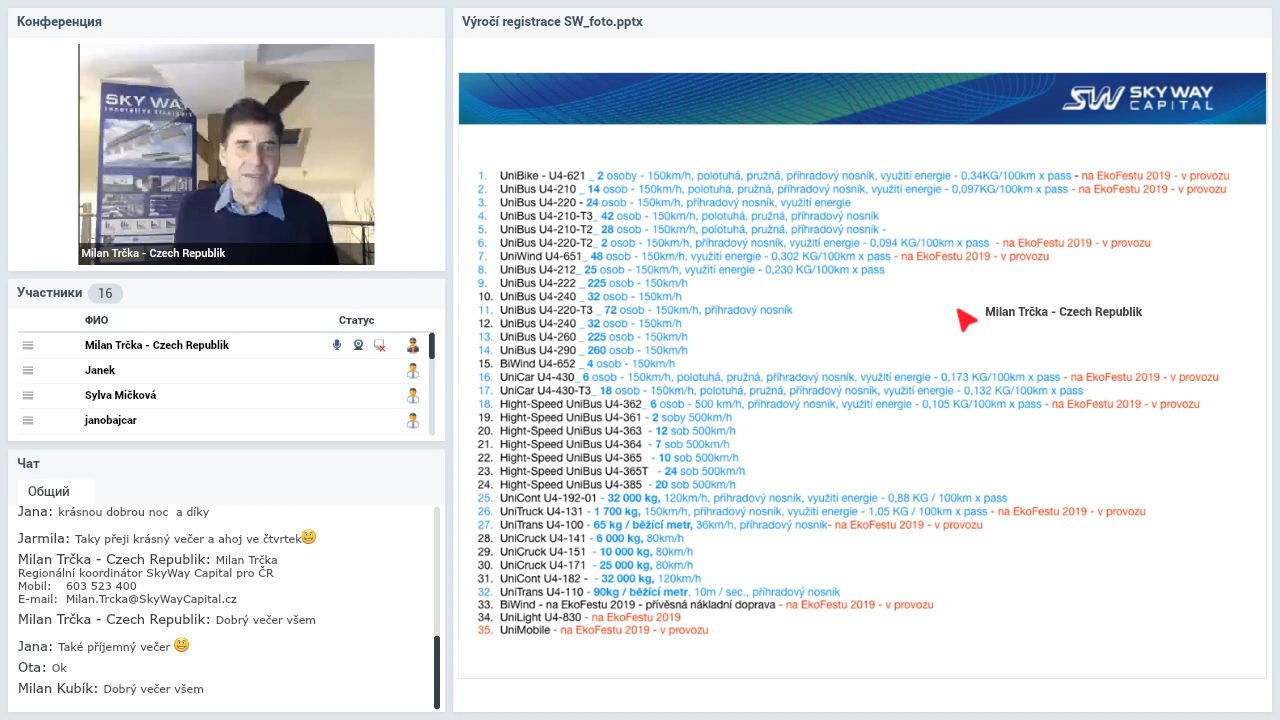 Конференция
SKY WAY
Innovative
Milan Trčka - Czech Republik
Участники 16
ФИО Статус
Milan Trčka - Czech Republik
Janek
Sylva Mičková
janobajcar
Чат
Общий
Jana: krásnou dobrou noc a díky
Jarmila: Taky přeji krásný večer a ahoj ve čtvrtek
Milan Trčka - Czech Republik: Milan Trčka
Regionální koordinátor SkyWay Capital pro ČR
Mobil: 603 523 400
E-mail: Milan.Trcka@SkyWayCapital.cz
Milan Trčka - Czech Republik: Dobrý večer všem
Jana: Také příjemný večer
Ota: Ok
Milan Kubík: Dobrý večer všem
Výročí registrace SW_foto.pptx
SW SKY WAY
CAPITAL
1. UniBike - U4-621 _ 2 osoby - 150km/h, polotuhá, pružná, příhradový nosník, využití energie - 0,34KG/100km x pass - na EkoFestu 2019 - v provozu
2. UniBus U4-210 _ 14 osob - 150km/h, polotuhá, pružná, příhradový nosník, využití energie - 0,097KG/100km x pass - na EkoFestu 2019 - v provozu
3. UniBus U4-220 - 24 osob - 150km/h, příhradový nosník, využití energie
4. UniBus U4-210-T3_ 42 osob - 150km/h, polotuhá, pružná, příhradový nosník
5. UniBus U4-210-T2_ 28 osob - 150km/h, polotuhá, pružná, příhradový nosník -
6. UniBus U4-220-T2_ 2 osob - 150km/h, příhradový nosník, využití energie - 0,094 KG/100km x pass - na EkoFestu 2019 - v provozu
7. UniWind U4-651_ 48 osob - 150km/h, využití energie - 0,302 KG/100km x pass - na EkoFestu 2019 - v provozu
8. UniBus U4-212_ 25 osob - 150km/h, využití energie - 0,230 KG/100km x pass
9. UniBus U4-222 _ 225 osob - 150km/h
10. UniBus U4-240 _ 32 osob - 150km/h
11. UniBus U4-220-T3 _ 72 osob - 150km/h, příhradový nosník
12. UniBus U4-240 _ 32 osob - 150km/h
13. UniBus U4-260 _ 225 osob - 150km/h
14. UniBus U4-290 _ 260 osob - 150km/h
15. BiWind U4-652 _ 4 osob - 150km/h
16. UniCar U4-430_ 6 osob - 150km/h, polotuhá, pružná, příhradový nosník, využití energie - 0,173 KG/100km x pass - na EkoFestu 2019 - v provozu
17. UniCar U4-430-T3_ 18 osob - 150km/h, polotuhá, pružná, příhradový nosník, využití energie - 0,132 KG/100km x pass
18. Hight-Speed UniBus U4-362_ 6 osob - 500 km/h, příhradový nosník, využití energie - 0,105 KG/100km x pass - na EkoFestu 2019 - v provozu
19. Hight-Speed UniBus U4-361 - 2 soby 500km/h
20. Hight-Speed UniBus U4-363 - 12 sob 500km/h
21. Hight-Speed UniBus U4-364 - 7 sob 500km/h
22. Hight-Speed UniBus U4-365 - 10 sob 500km/h
23. Hight-Speed UniBus U4-365T - 24 sob 500km/h
24. Hight-Speed UniBus U4-385 - 20 sob 500km/h
25. UniCont U4-192-01 - 32 000 kg, 120km/h, příhradový nosník, využití energie - 0,88 KG / 100km x pass
26. UniTruck U4-131 - 1 700 kg, 150km/h, využití energie - 1,05 KG / 100km x pass - na EkoFestu 2019 - v provozu
27. UniTrans U4-100 - 65 kg / běžící metr, 36km/h, příhradový nosník- na EkoFestu 2019 - v provozu
28. UniCruck U4-141 - 6 000 kg, 80km/h
29. UniCruck U4-151 - 10 000 kg, 80km/h
30. UniCruck U4-171 - 25 000 kg, 80km/h
31. UniCont U4-182 - - 32 000 kg, 120km/h
32. UniTrans U4-110 - 90kg / běžící metr, 10m / sec., příhradový nosník
33. BiWind - na EkoFestu 2019 - přívěsná nákladní doprava - na EkoFestu 2019 - v provozu
34. UniLight U4-830 - na EkoFestu 2019
35. UniMobile - na EkoFestu 2019 - v provozu
Milan Trčka - Czech Republik